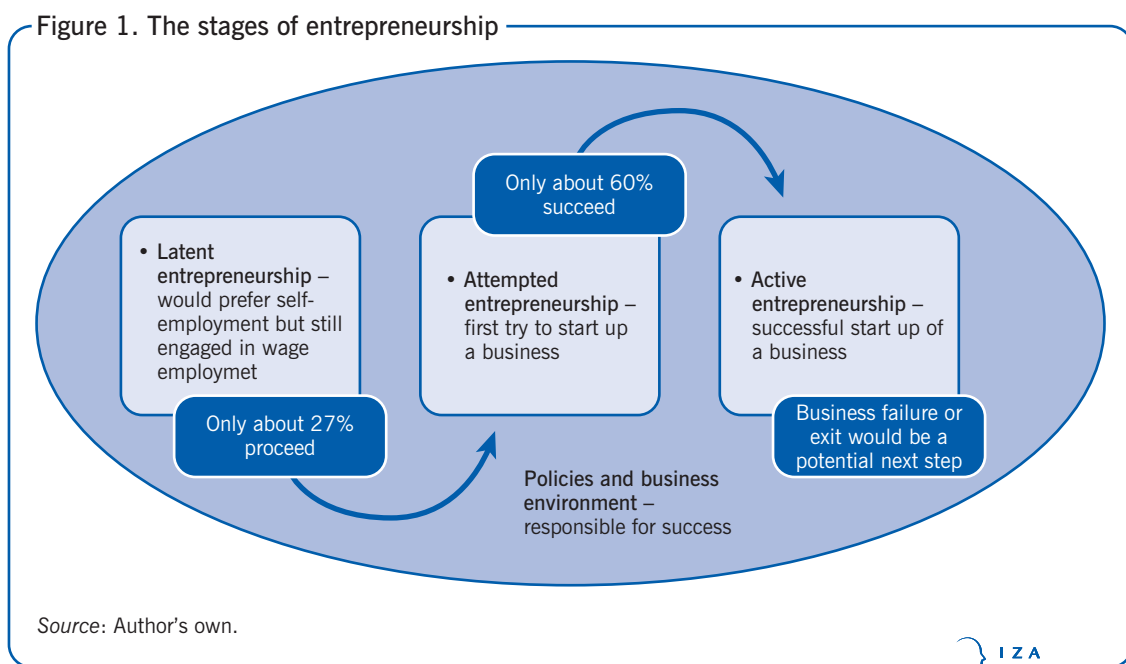 Figure 1. The stages of entrepreneurship
Only about 60%
succeed
• Latent
entrepreneurship –
would prefer self-
employment but still
engaged in wage
employmet
• Attempted
entrepreneurship –
first try to start up
a business
• Active
entrepreneurship –
successful start up of
a business
Only about 27%
proceed
Business failure or
exit would be a
potential next step
Policies and business
environment –
responsible for success
Source: Author's own.
IZA